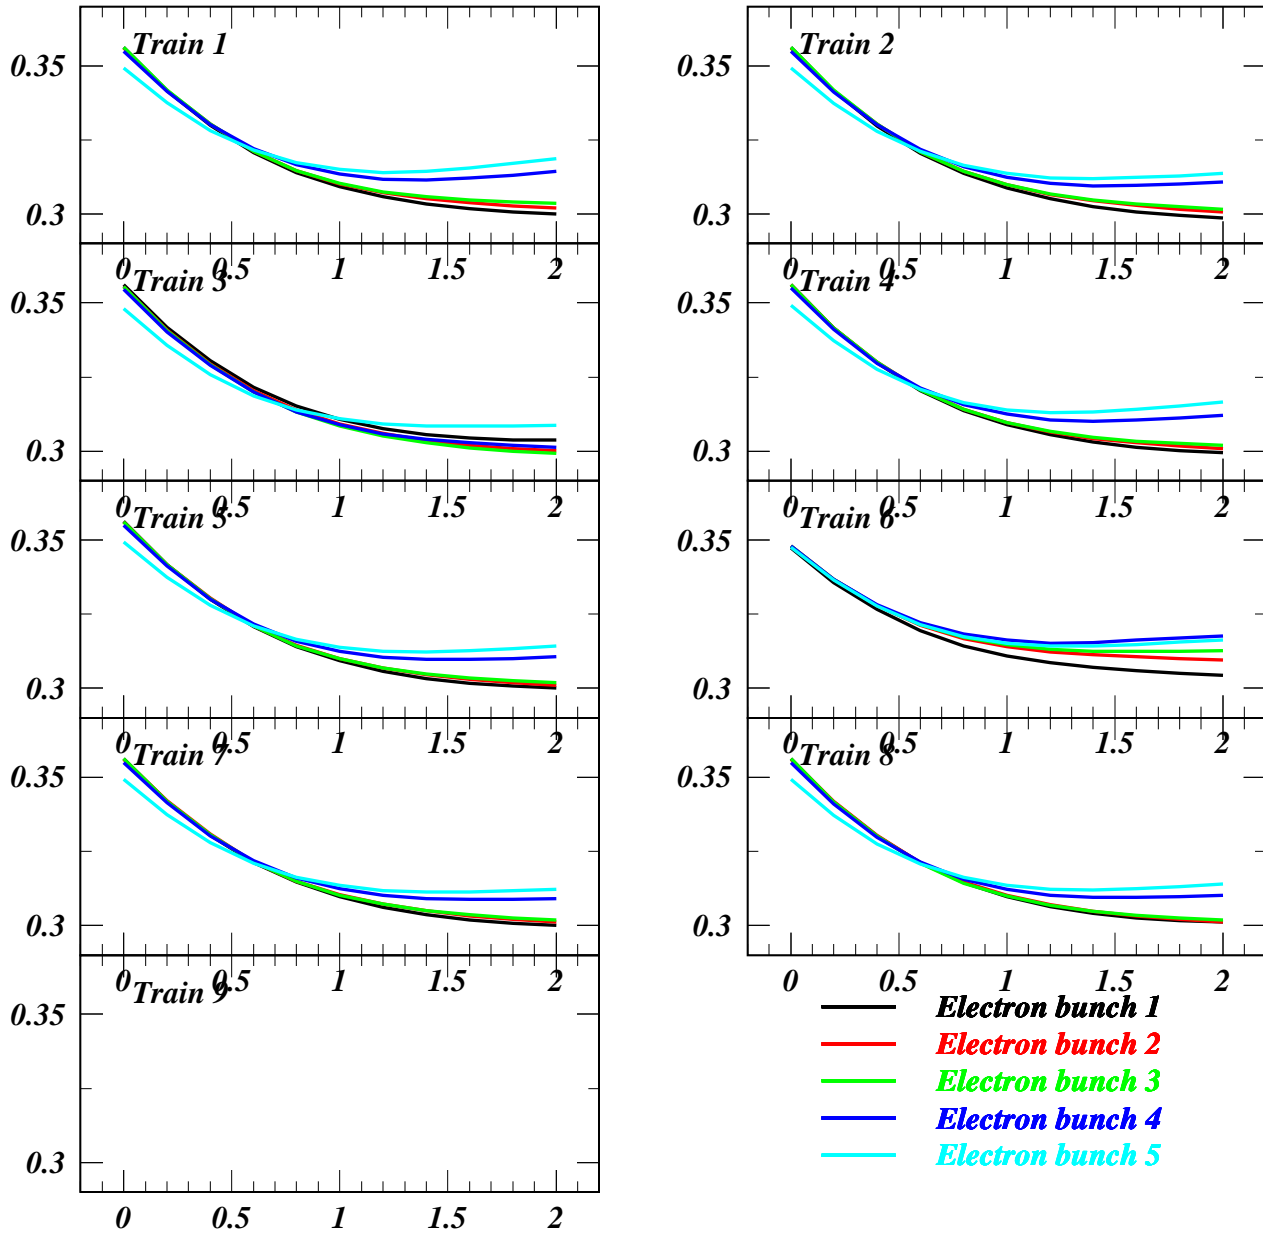 Train 1
0.35
0.3
Train 2
0.35
0.3
0 0.5 1 1.5 2
Train 3
0.35
0.3
0 0.5 1 1.5 2
Train 4
0.35
0.3
0 0.5 1 1.5 2
Train 5
0.35
0.3
0 0.5 1 1.5 2
Train 6
0.35
0.3
0 0.5 1 1.5 2
Train 7
0.35
0.3
0 0.5 1 1.5 2
Train 8
0.35
0.3
0 0.5 1 1.5 2
Train 9
0.35
0.3
0 0.5 1 1.5 2
0 0.5 1 1.5 2
Electron bunch 1
Electron bunch 2
Electron bunch 3
Electron bunch 4
Electron bunch 5